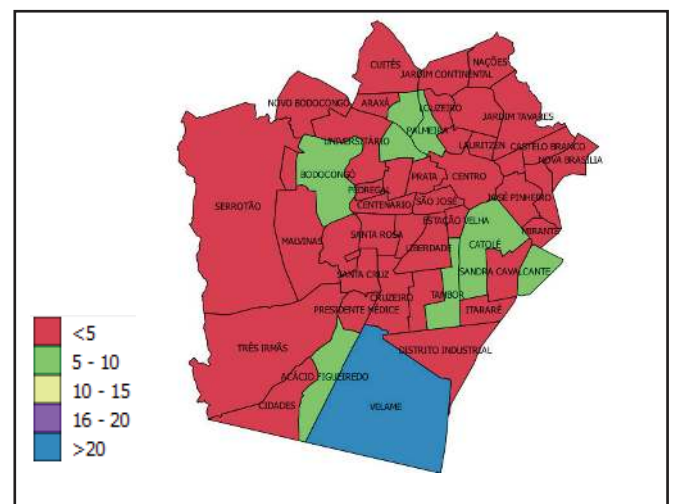 CUITÊS
NAÇÕES
JARDIM CONTINENTAL
NOVO BODOCONGÓ
ARAXÁ
LOUZEIRO
JARDIM TAVARES
PALMEIRA
UNIVERSITÁRIO
LAURITZEN
CASTELO BRANCO
NOVA BRASÍLIA
BODOCONGÓ
PRATA
CENTRO
PEDREGAL
CENTENÁRIO
SÃO JOSÉ
JOSÉ PINHEIRO
SERROTÃO
ESTAÇÃO VELHA
MIRANTE
SANTA ROSA
MALVINAS
LIBERDADE
CATOLÉ
SANTA CRUZ
SANDRA CAVALCANTE
CRUZEIRO
TAMBOR
PRESIDENTE MÉDICE
ITARARÉ
TRÊS IRMÃS
DISTRITO INDUSTRIAL
ACÁCIO FIGUEIREDO
CIDADES
VELAME
<5
5 - 10
10 - 15
16 - 20
>20